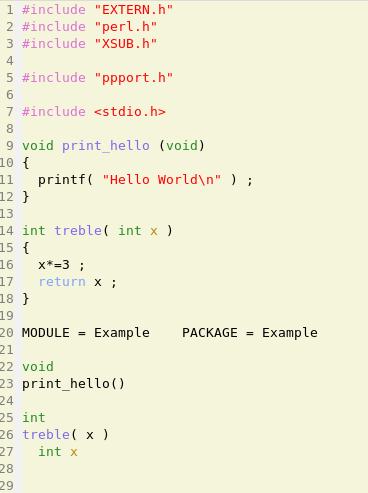 1 #include "EXTERN.h"
2 #include "perl.h"
3 #include "XSUB.h"
4
5 #include "ppport.h"
6
7 #include <stdio.h>
8
9 void print_hello (void)
10 {
11   printf( "Hello World\n" ) ;
12 }
13
14 int treble( int x )
15 {
16   x*=3 ;
17   return x ;
18 }
19
20 MODULE = Example    PACKAGE = Example
21
22 void
23 print_hello()
24
25 int
26 treble( x )
27   int x
28
29